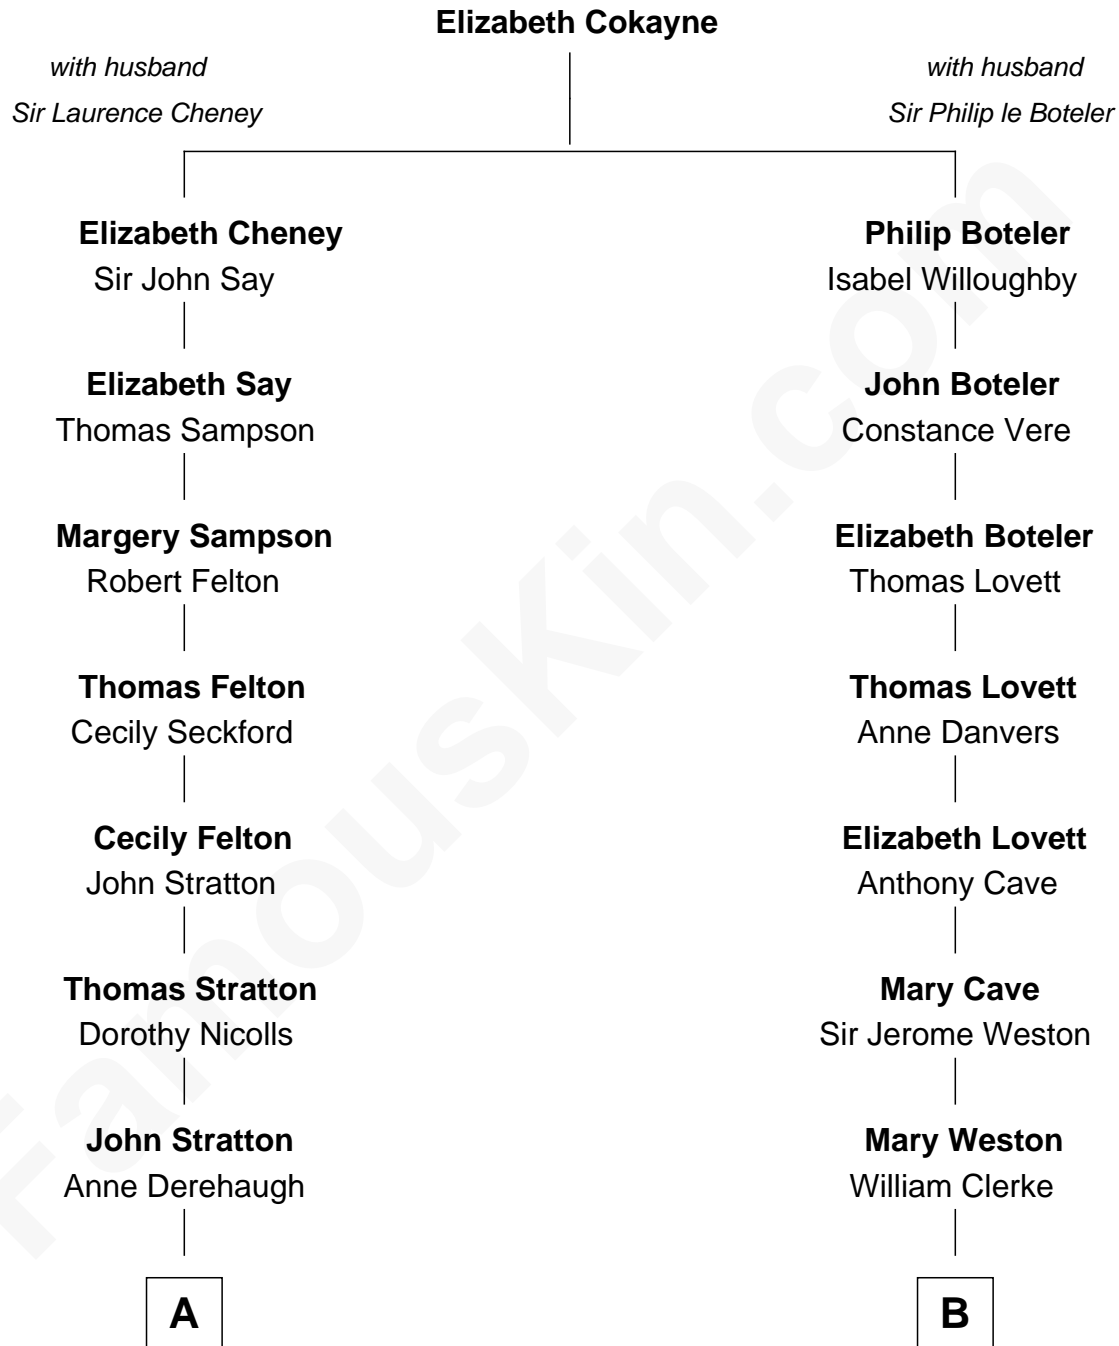 Elizabeth Cokayne
with husband
Sir Laurence Cheney
with husband
Sir Philip le Boteler
Elizabeth Cheney
Sir John Say
Philip Boteler
Isabel Willoughby
Elizabeth Say
Thomas Sampson
John Boteler
Constance Vere
Margery Sampson
Robert Felton
Elizabeth Boteler
Thomas Lovett
Thomas Felton
Cecily Seckford
Thomas Lovett
Anne Danvers
Cecily Felton
John Stratton
Elizabeth Lovett
Anthony Cave
Thomas Stratton
Dorothy Nicolls
Mary Cave
Sir Jerome Weston
John Stratton
Anne Derehaugh
Mary Weston
William Clerke
A
B
FamousKin.com